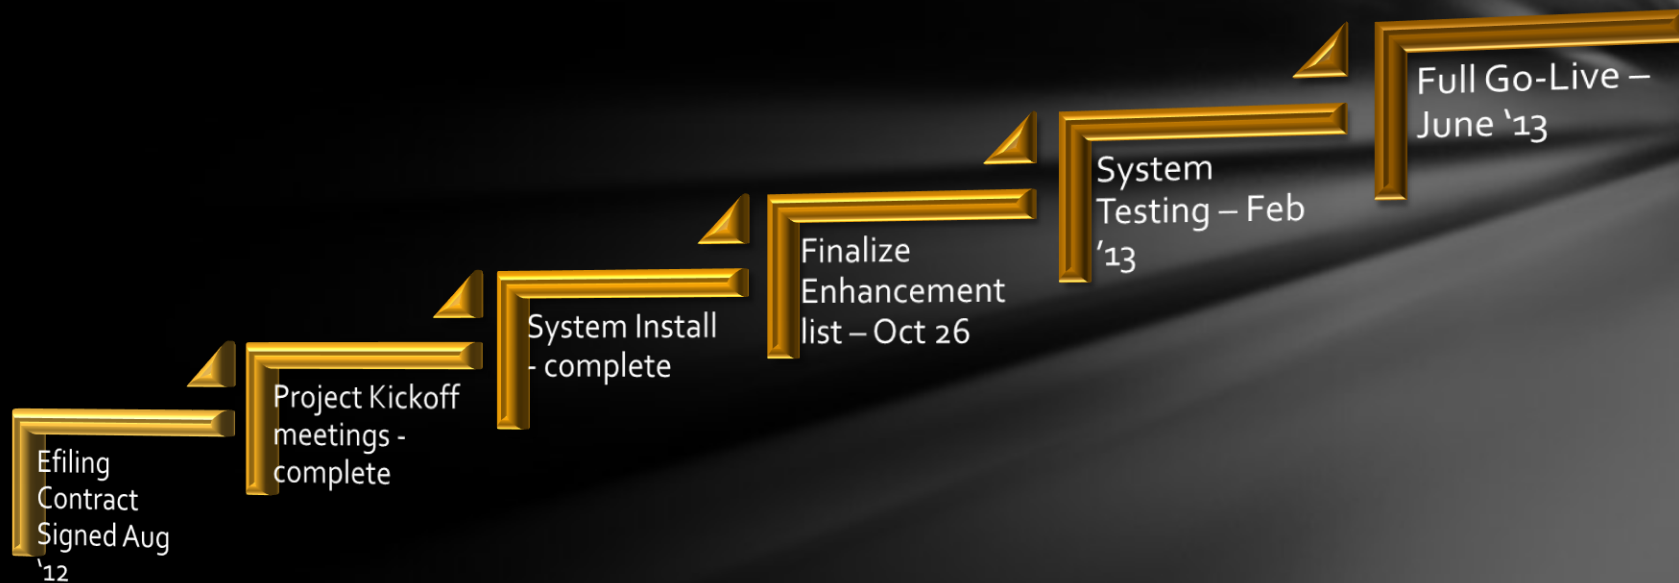 Efiling
Contract
Signed Aug
‘12
Project Kickoff
meetings -
complete
System Install
- complete
Finalize
Enhancement
list – Oct 26
System
Testing – Feb
’13
Full Go-Live –
June ‘13